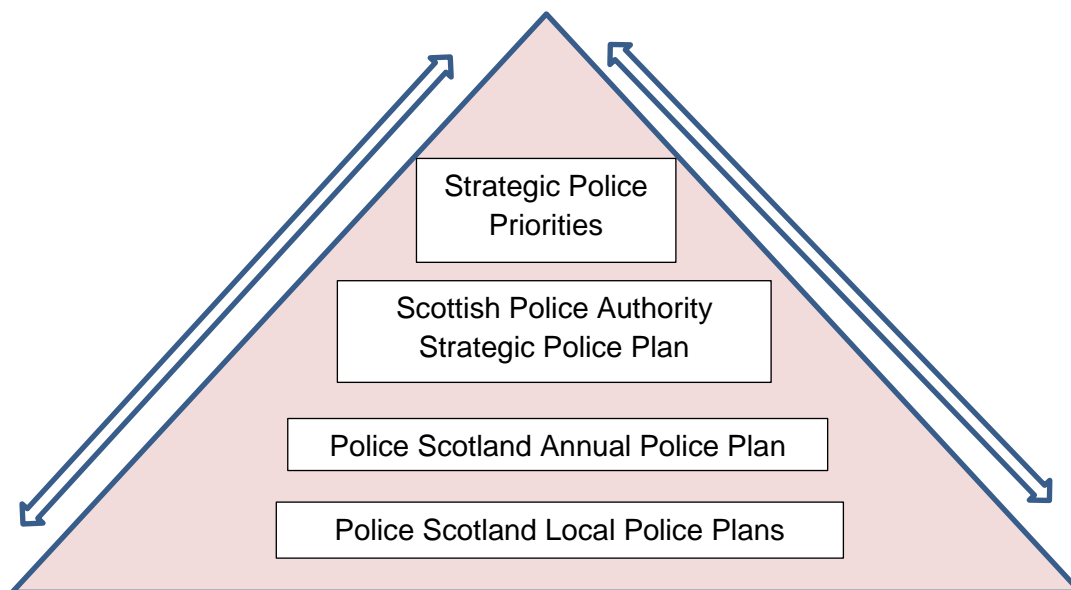 Strategic Police
Priorities
Scottish Police Authority
Strategic Police Plan
Police Scotland Annual Police Plan
Police Scotland Local Police Plans